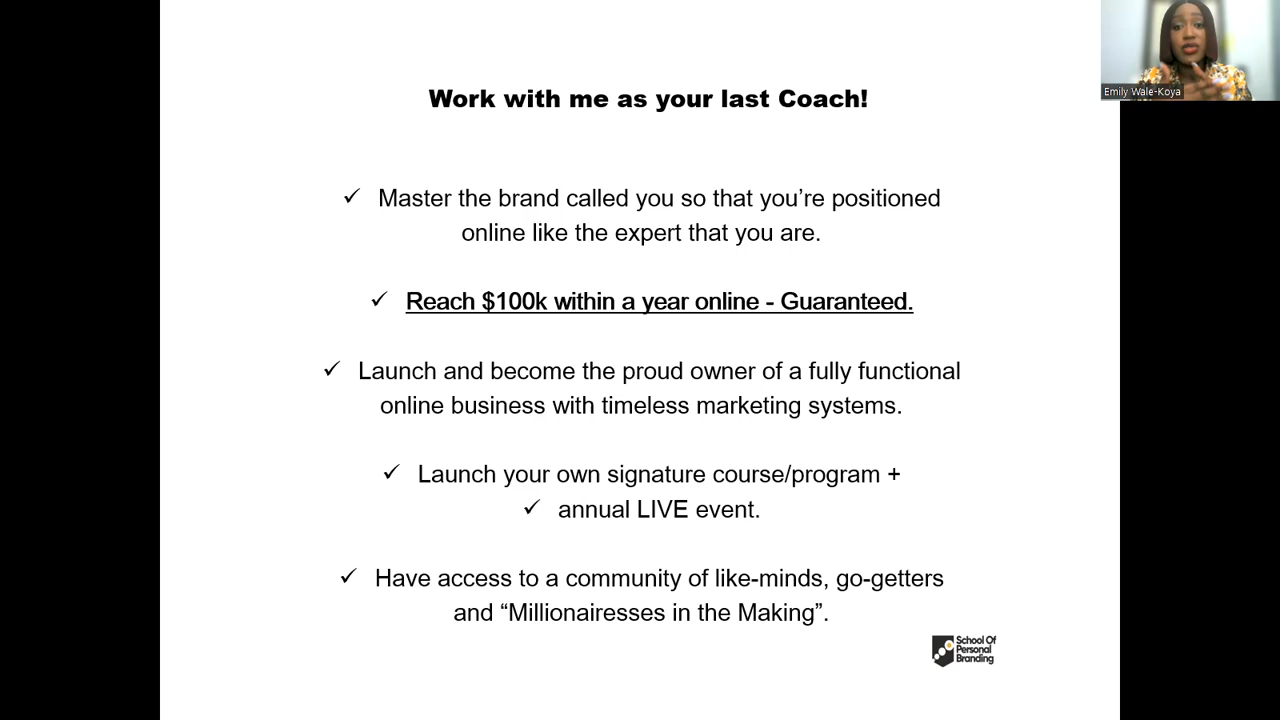 Emily Wale-Koya
Work with me as your last Coach!
✓ Master the brand called you so that you’re positioned
online like the expert that you are.
✓ Reach $100k within a year online - Guaranteed.
✓ Launch and become the proud owner of a fully functional
online business with timeless marketing systems.
✓ Launch your own signature course/program +
✓ annual LIVE event.
✓ Have access to a community of like-minds, go-getters
and “Millionairesses in the Making”.
School Of
Personal
Branding